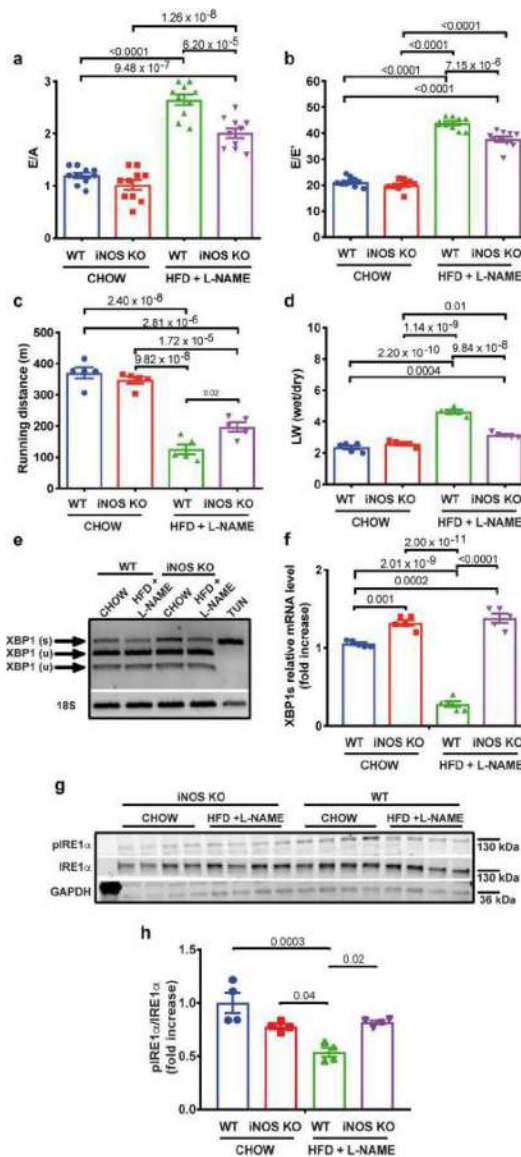 a
1.26 x 10⁻⁸
<0.0001
6.20 x 10⁻⁵
9.48 x 10⁻⁷
E/A
3
2
1
0
WT iNOS KO WT iNOS KO
CHOW HFD + L-NAME
b
<0.0001
<0.0001
<0.0001
7.15 x 10⁻⁶
<0.0001
E/E'
60
50
40
30
20
10
0
WT iNOS KO WT iNOS KO
CHOW HFD + L-NAME
c
2.40 x 10⁻⁸
2.81 x 10⁻⁶
1.72 x 10⁻⁵
9.82 x 10⁻⁸
0.02
Running distance (m)
500
400
300
200
100
0
WT iNOS KO WT iNOS KO
CHOW HFD + L-NAME
d
0.01
1.14 x 10⁻⁹
2.20 x 10⁻¹⁰
9.84 x 10⁻⁸
0.0004
LW (wet/dry)
10
8
6
4
2
0
WT iNOS KO WT iNOS KO
CHOW HFD + L-NAME
e
WT iNOS KO
CHOW
HFD +
L-NAME
CHOW
HFD +
L-NAME
TUN
XBP1 (s)
XBP1 (u)
XBP1 (u)
18S
f
2.00 x 10⁻¹¹
2.01 x 10⁻⁹
<0.0001
0.0002
0.001
XBP1s relative mRNA level
(fold increase)
2
1
0
WT iNOS KO WT iNOS KO
CHOW HFD + L-NAME
g
iNOS KO WT
CHOW HFD +L-NAME CHOW HFD +L-NAME
pIRE1α
130 kDa
IRE1α
130 kDa
GAPDH
36 kDa
h
0.0003
0.02
0.04
pIRE1α/IRE1α
(fold increase)
1.5
1.0
0.5
0.0
WT iNOS KO WT iNOS KO
CHOW HFD + L-NAME